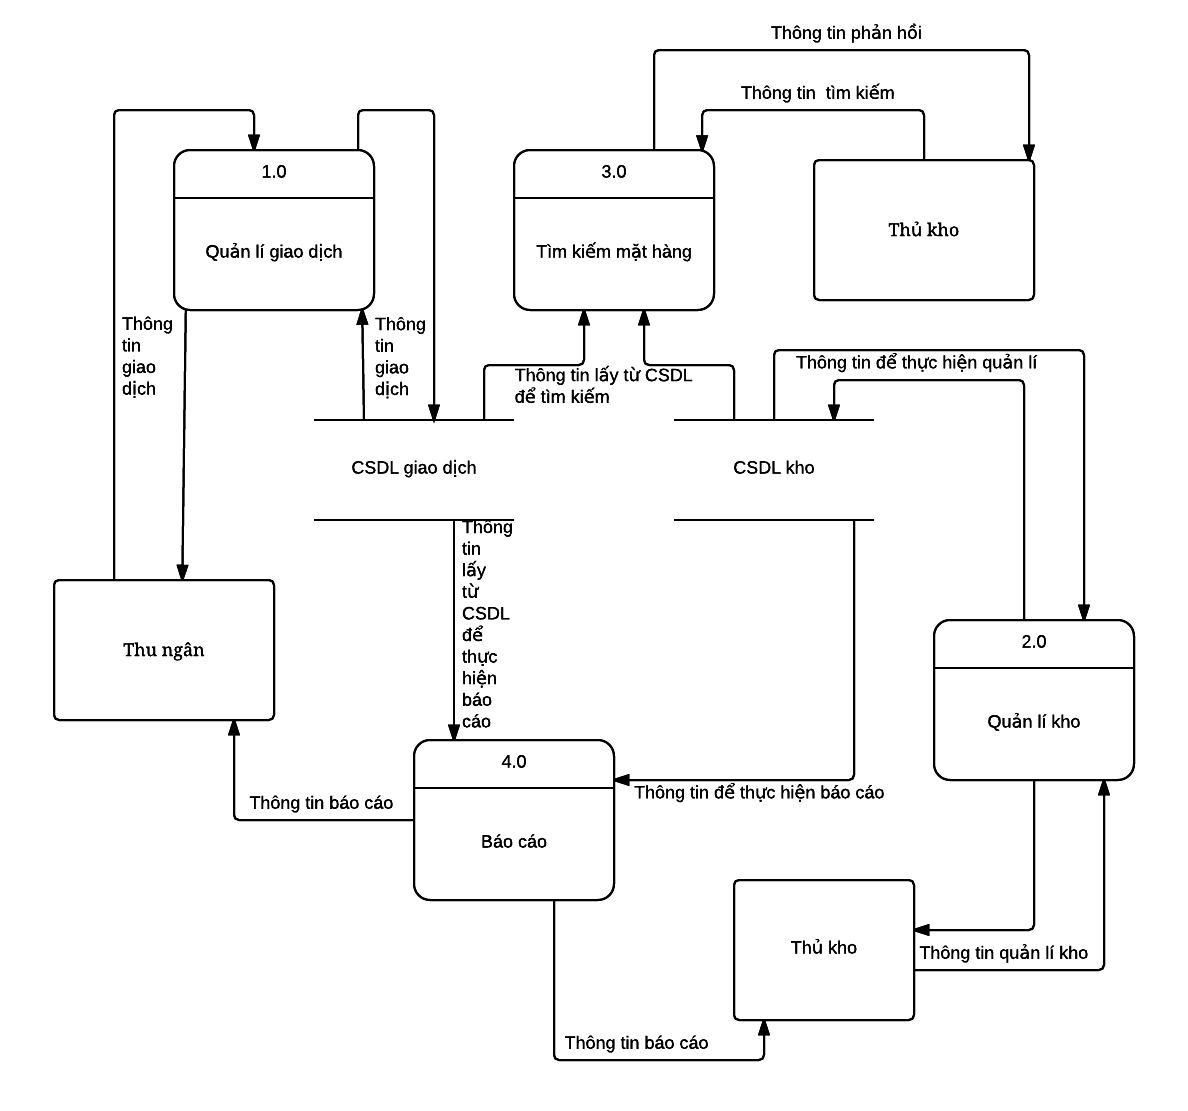 Thông tin phản hồi
Thông tin tìm kiếm
1.0
Quản lí giao dịch
3.0
Tìm kiếm mặt hàng
Thủ kho
Thông
tin
giao
dịch
Thông
tin
giao
dịch
Thông tin lấy từ CSDL
để tìm kiếm
Thông tin để thực hiện quản lí
CSDL giao dịch
CSDL kho
Thông
tin
lấy
từ
CSDL
để
thực
hiện
báo
cáo
Thu ngân
2.0
Quản lí kho
4.0
Báo cáo
Thông tin báo cáo
Thông tin để thực hiện báo cáo
Thủ kho
Thông tin quản lí kho
Thông tin báo cáo